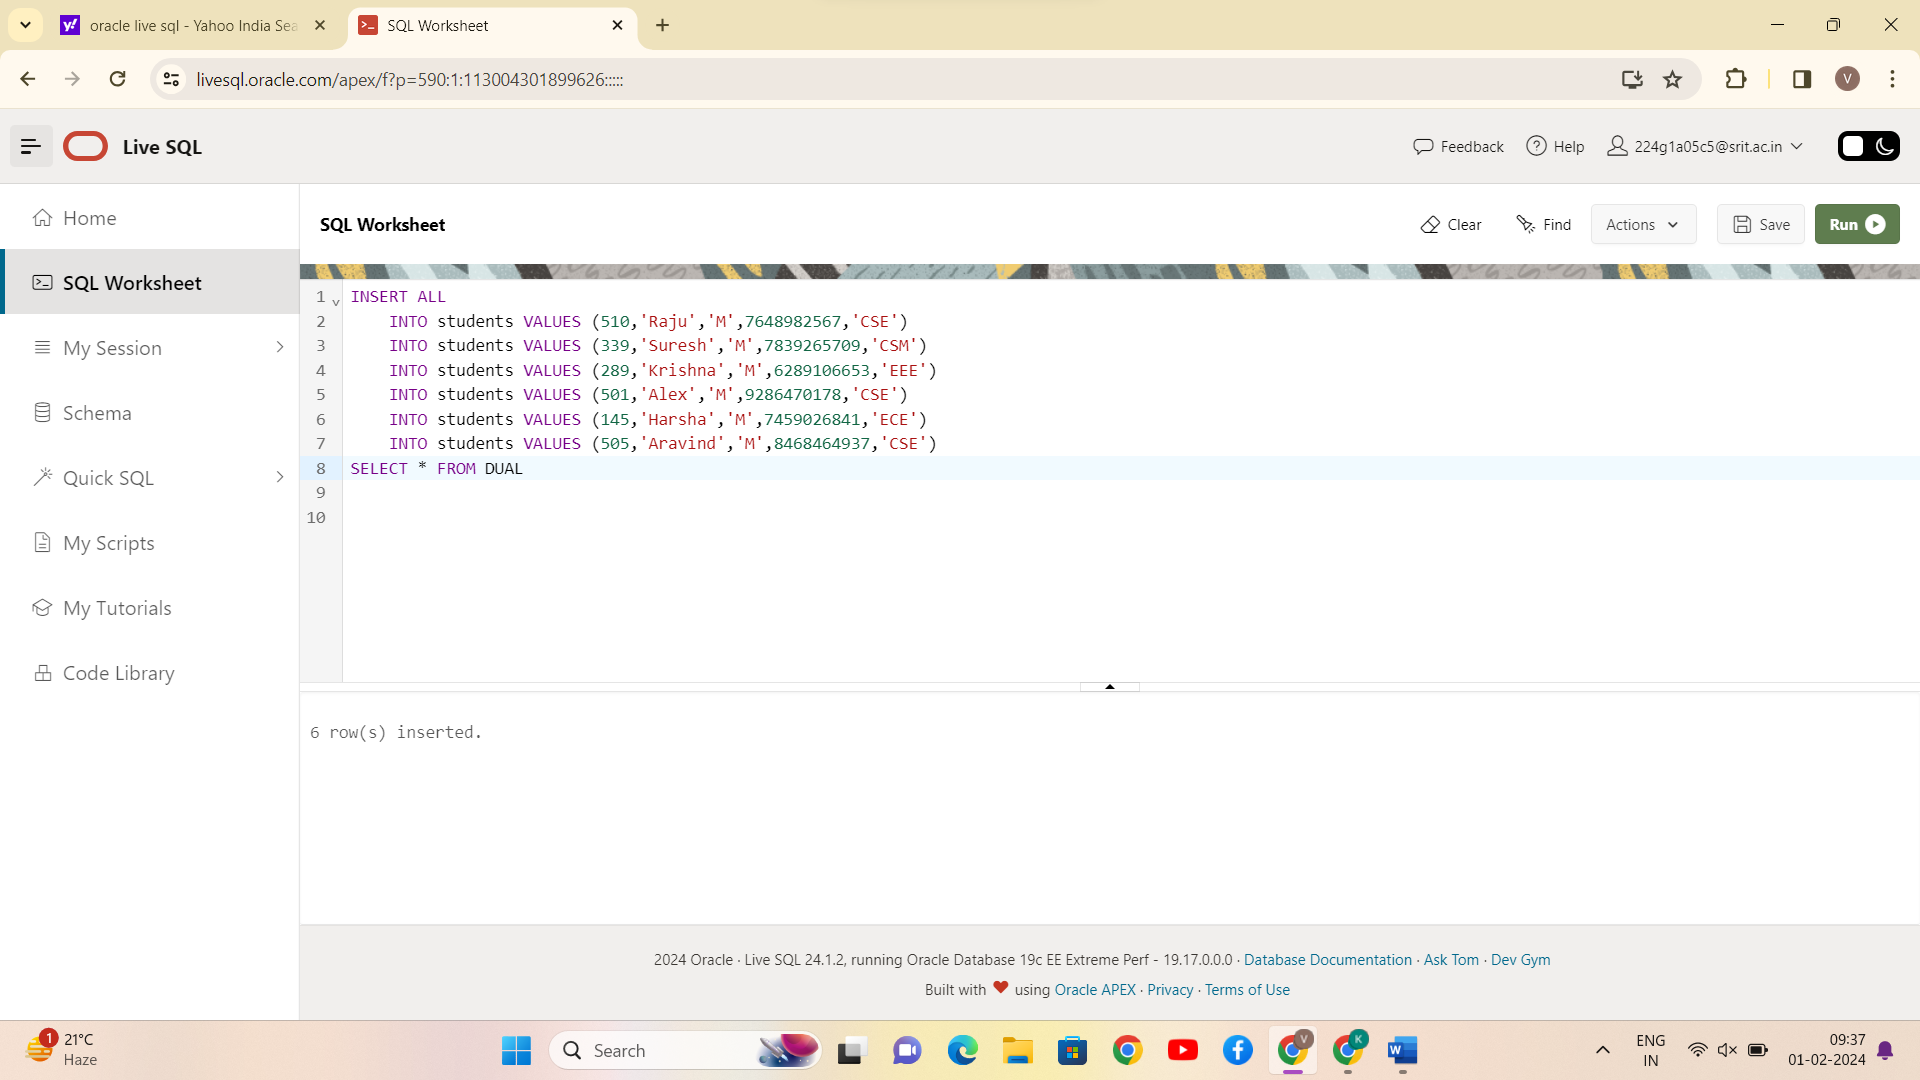 oracle live sql - Yahoo India Sea
SQL Worksheet
livesql.oracle.com/apex/f?p=590:1:113004301899626:::::
V
Live SQL
Feedback
Help
224g1a05c5@srit.ac.in
Home
SQL Worksheet
My Session
Schema
Quick SQL
My Scripts
My Tutorials
Code Library
SQL Worksheet
Clear
Find
Actions
Save
Run
1 INSERT ALL
2 INTO students VALUES (510,'Raju','M',7648982567,'CSE')
3 INTO students VALUES (339,'Suresh','M',7839265709,'CSM')
4 INTO students VALUES (289,'Krishna','M',6289106653,'EEE')
5 INTO students VALUES (501,'Alex','M',9286470178,'CSE')
6 INTO students VALUES (145,'Harsha','M',7459026841,'ECE')
7 INTO students VALUES (505,'Aravind','M',8468464937,'CSE')
8 SELECT * FROM DUAL
9
10
6 row(s) inserted.
2024 Oracle · Live SQL 24.1.2, running Oracle Database 19c EE Extreme Perf - 19.17.0.0.0 · Database Documentation · Ask Tom · Dev Gym
Built with ❤ using Oracle APEX · Privacy · Terms of Use
1
21°C
Haze
Search
V
K
W
ENG
IN
09:37
01-02-2024